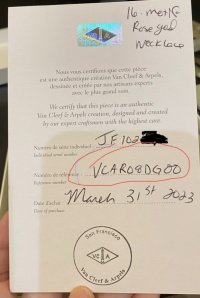 16-motif
Rose gold
Necklace
Nous vous certifions que cette pièce
est une authentique création Van Cleef & Arpels,
dessinée et créée par nos artisans experts
avec le plus grand soin.
We certify that this piece is an authentic
Van Cleef & Arpels creation, designed and created
by our expert craftsmen with the highest care.
Numéro de série individuel JE102
Individual serial number
Numéro de référence VCARO8DG00
Reference number
Date d'achat March 31st 2023
Date of purchase
San Francisco
V A
Van Cleef & Arpels